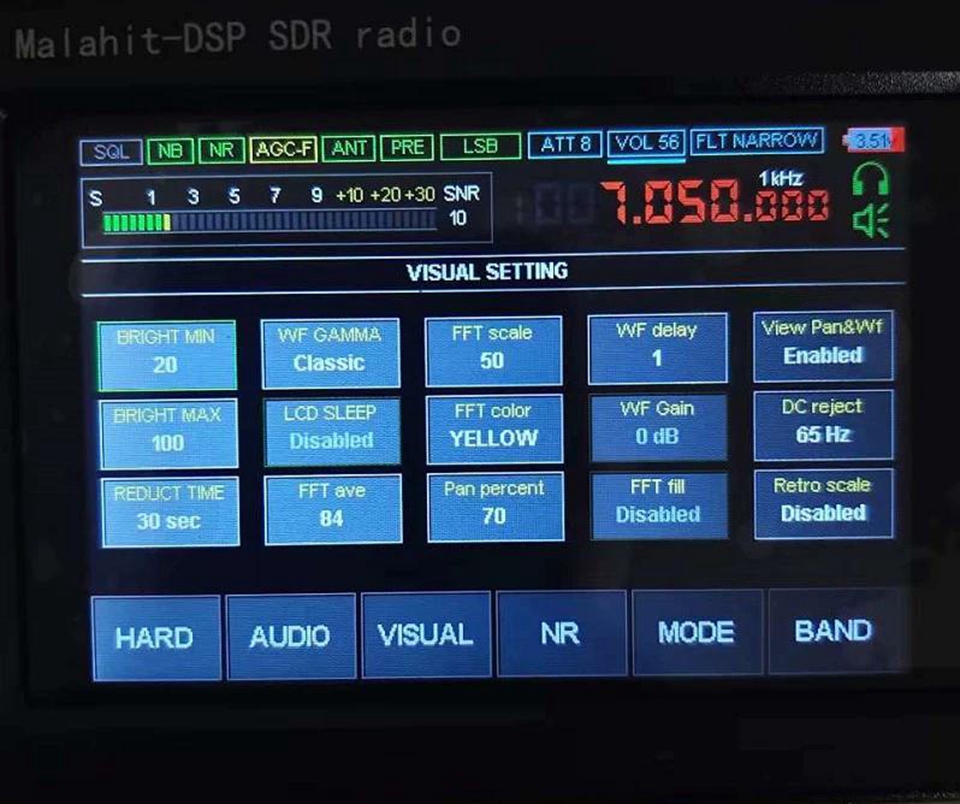 Malahit-DSP SDR radio
SQL NB NR AGC-F ANT PRE LSB ATT 8 VOL 56 FLT NARROW 3.51v
S 1 3 5 7 9 +10 +20 +30 SNR
10
7.050.000 1kHz
VISUAL SETTING
BRIGHT MIN WF GAMMA FFT scale WF delay View Pan&Wf
20 Classic 50 1 Enabled
BRIGHT MAX LCD SLEEP FFT color WF Gain DC reject
100 Disabled YELLOW 0 dB 65 Hz
REDUCT TIME FFT ave Pan percent FFT fill Retro scale
30 sec 84 70 Disabled Disabled
HARD AUDIO VISUAL NR MODE BAND